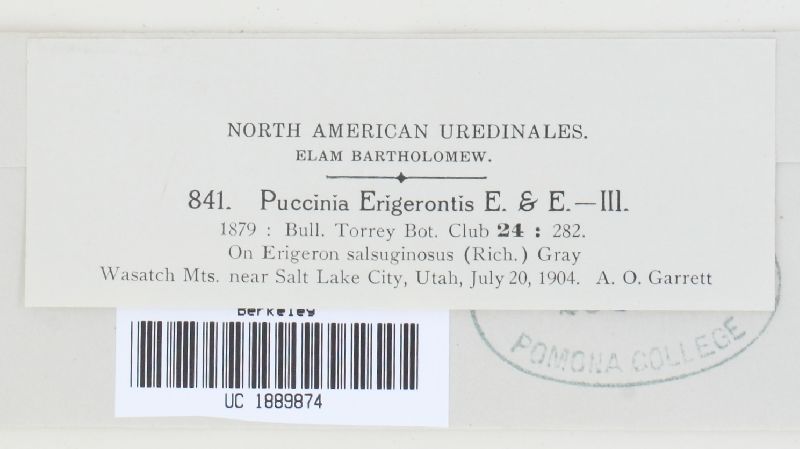 NORTH AMERICAN UREDINALES.
ELAM BARTHOLOMEW.
841. Puccinia Erigerontis E. & E.—III.
1879 : Bull. Torrey Bot. Club 24 : 282.
On Erigeron salsuginosus (Rich.) Gray
Wasatch Mts. near Salt Lake City, Utah, July 20, 1904. A. O. Garrett
Berkeley
UC 1889874
POMONA COLLEGE